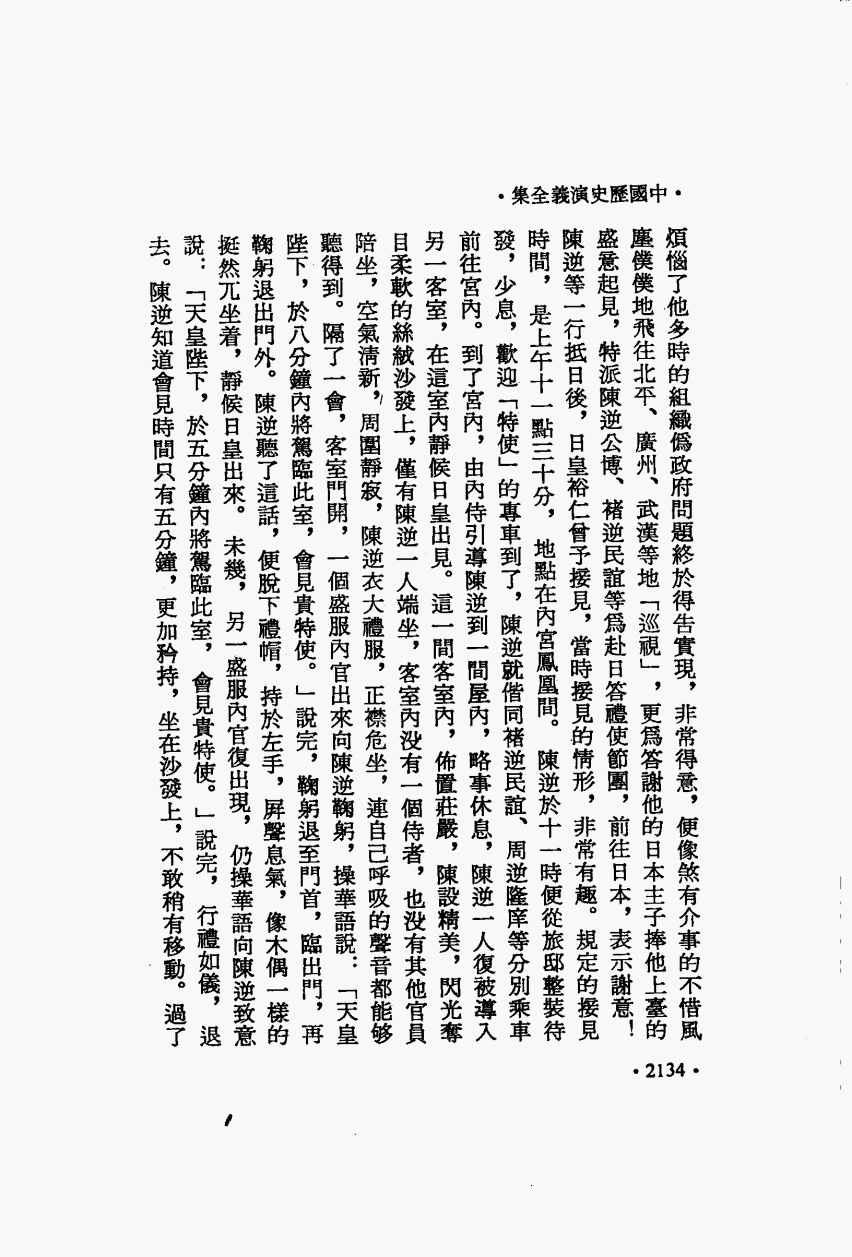 ·中國歷史演義全集·
煩惱了他多時的組織僞政府問題終於得告實現，非常得意，便像煞有介事的不惜風
塵僕僕地飛往北平、廣州、武漢等地「巡視」，更爲答謝他的日本主子捧他上臺的
盛意起見，特派陳逆公博、褚逆民誼等爲赴日答禮使節團，前往日本，表示謝意！
陳逆等一行抵日後，日皇裕仁曾予接見，當時接見的情形，非常有趣。規定的接見
時間，是上午十一點三十分，地點在內宮鳳凰間。陳逆於十一時便從旅邸整裝待
發，少息，歡迎「特使」的專車到了，陳逆就偕同褚逆民誼、周逆隆庠等分別乘車
前往宮內。到了宮內，由內侍引導陳逆到一間屋內，略事休息，陳逆一人復被導入
另一客室，在這室內靜候日皇出見。這一間客室內，佈置莊嚴，陳設精美，閃光奪
目柔軟的絲絨沙發上，僅有陳逆一人端坐，客室內没有一個侍者，也没有其他官員
陪坐，空氣清新，周圍靜寂，陳逆衣大禮服，正襟危坐，連自己呼吸的聲音都能够
聽得到。隔了一會，客室門開，一個盛服內官出來向陳逆鞠躬，操華語說：「天皇
陛下，於八分鐘內將駕臨此室，會見貴特使。」說完，鞠躬退至門首，臨出門，再
鞠躬退出門外。陳逆聽了這話，便脫下禮帽，持於左手，屏聲息氣，像木偶一樣的
挺然兀坐着，靜候日皇出來。未幾，另一盛服內官復出現，仍操華語向陳逆致意
說：「天皇陛下，於五分鐘內將駕臨此室，會見貴特使。」說完，行禮如儀，退
去。陳逆知道會見時間只有五分鐘，更加矜持，坐在沙發上，不敢稍有移動。過了
·2134·